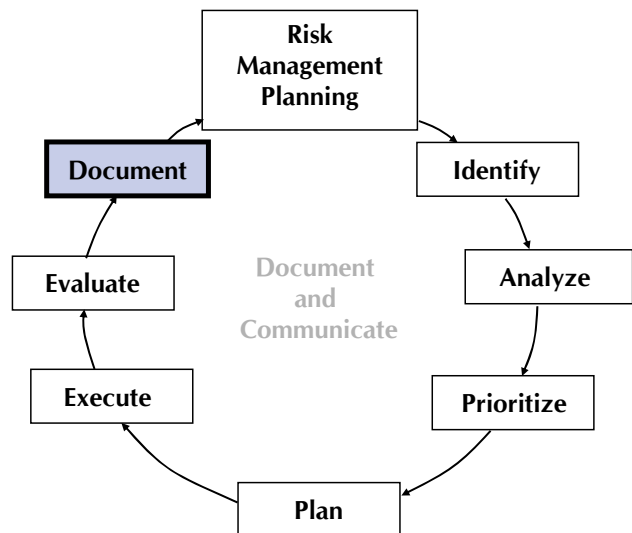 Risk
Management
Planning
Document
Identify
Evaluate
Document
and
Communicate
Analyze
Execute
Prioritize
Plan